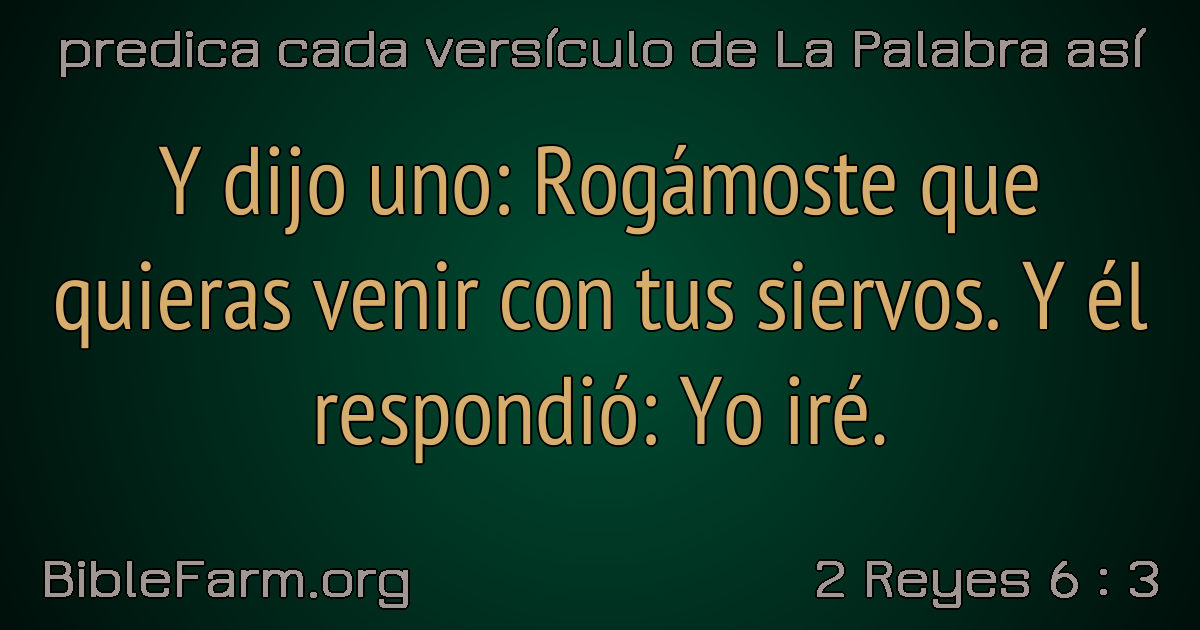 predica cada versículo de La Palabra así
Y dijo uno: Rogámoste que
quieras venir con tus siervos. Y él
respondió: Yo iré.
BibleFarm.org
2 Reyes 6 : 3